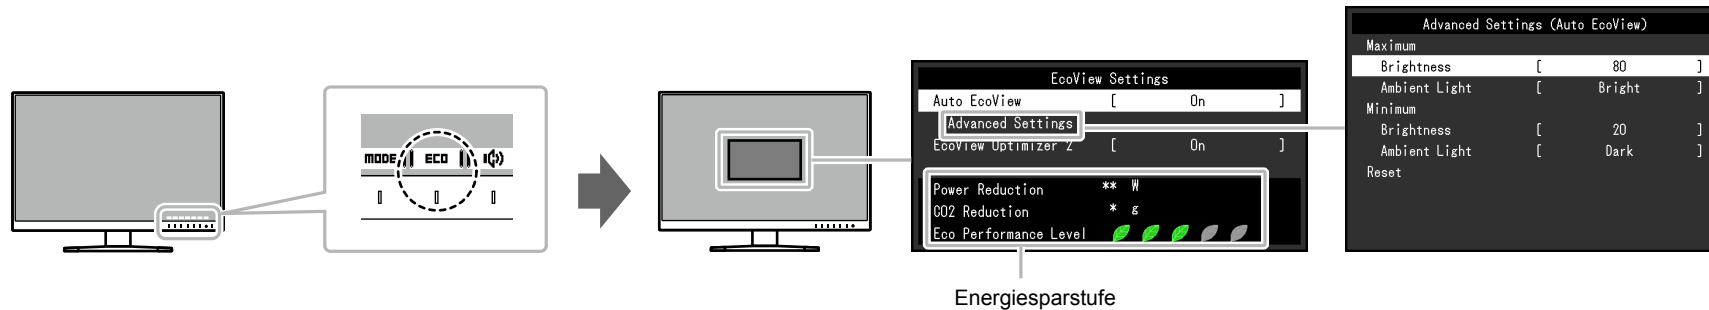 MODE ECO
EcoView Settings
Auto EcoView [ On ]
Advanced Settings
EcoView Optimizer 2 [ On ]
Power Reduction ** W
CO2 Reduction * g
Eco Performance Level
Energiesparstufe
Advanced Settings (Auto EcoView)
Maximum
Brightness [ 80 ]
Ambient Light [ Bright ]
Minimum
Brightness [ 20 ]
Ambient Light [ Dark ]
Reset